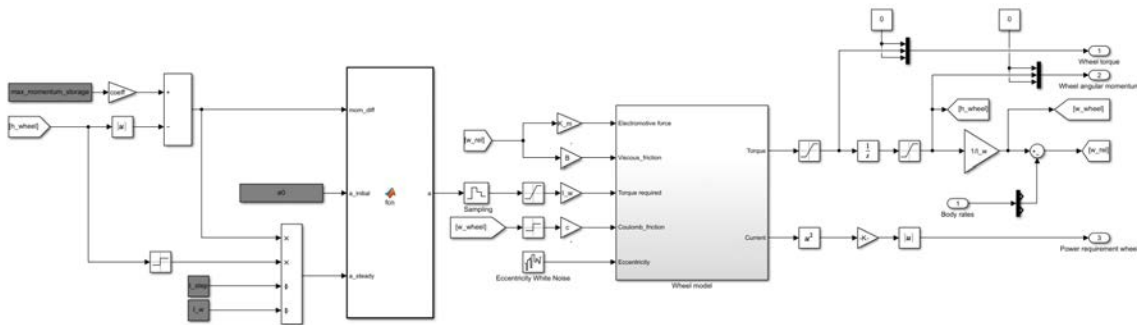 0
0
1
Wheel torque
max_momentum_storage
coeff
+
2
Wheel angular momentum
mom_diff
[h_wheel]
[w_wheel]
[h_wheel]
|u|
−
[w_rel]
K_m
Electromotive force
Torque
1/s
1/I_w
[w_rel]
B
Viscous_friction
a0
a_initial
fcn
a
Sampling
I_w
Torque required
1
Body rates
[w_wheel]
c
Coulomb_friction
Current
u²
-K-
|u|
3
Power requirement wheel
×
×
a_steady
Eccentricity
Eccentricity White Noise
Wheel model
t_step
÷
I_w
÷